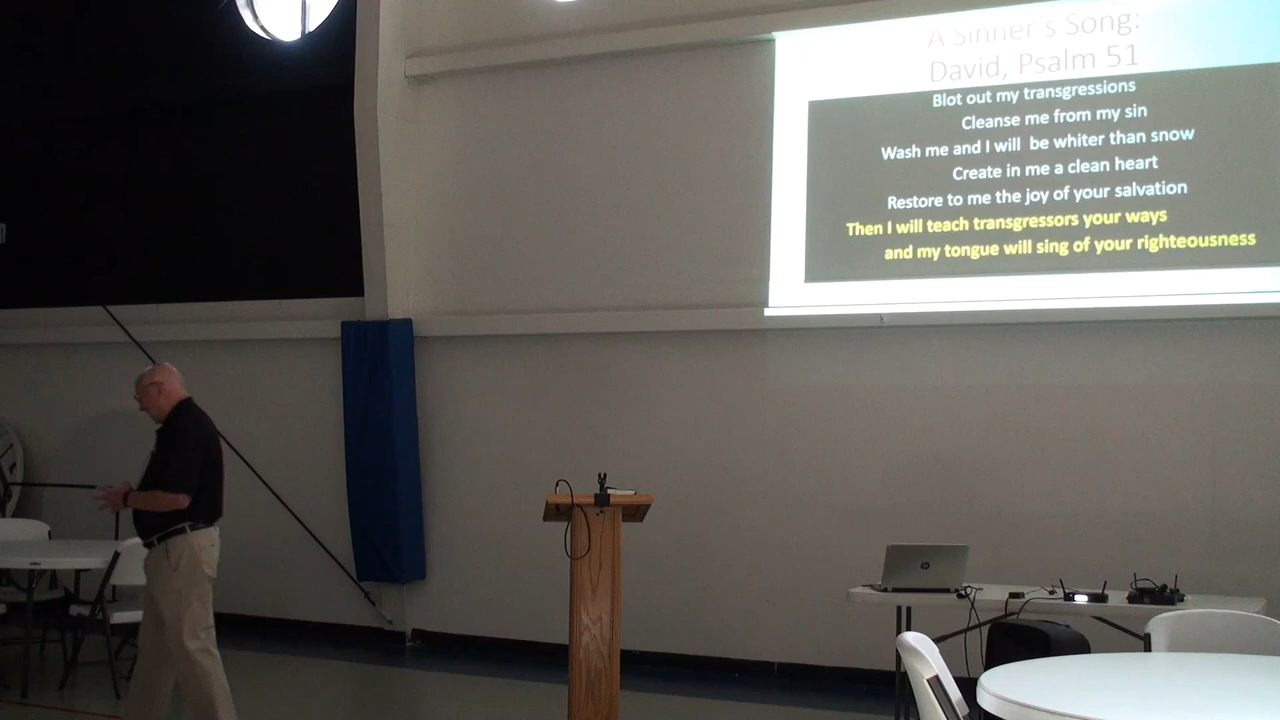 A Sinner's Song:
David, Psalm 51
Blot out my transgressions
Cleanse me from my sin
Wash me and I will be whiter than snow
Create in me a clean heart
Restore to me the joy of your salvation
Then I will teach transgressors your ways
and my tongue will sing of your righteousness
hp